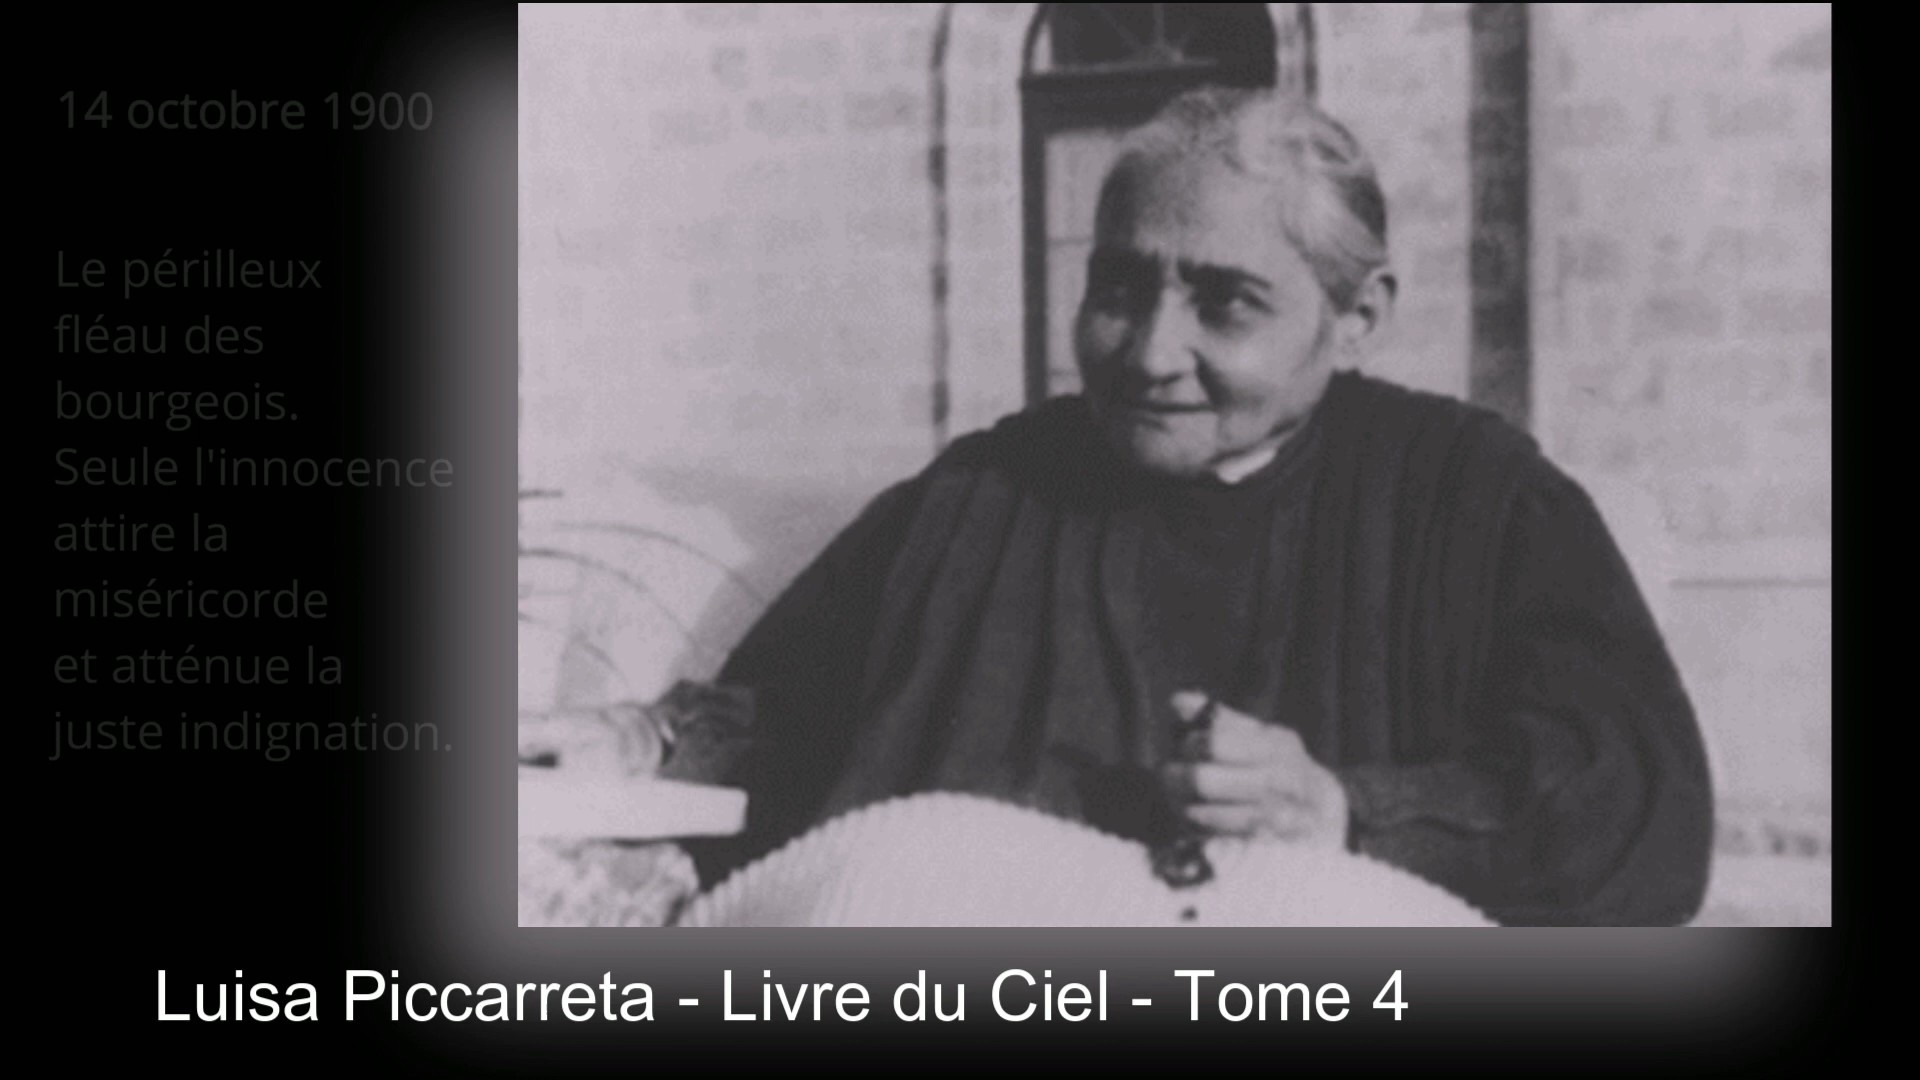 14 octobre 1900
Le périlleux
fléau des
bourgeois.
Seule l'innocence
attire la
miséricorde
et atténue la
juste indignation.
Luisa Piccarreta - Livre du Ciel - Tome 4